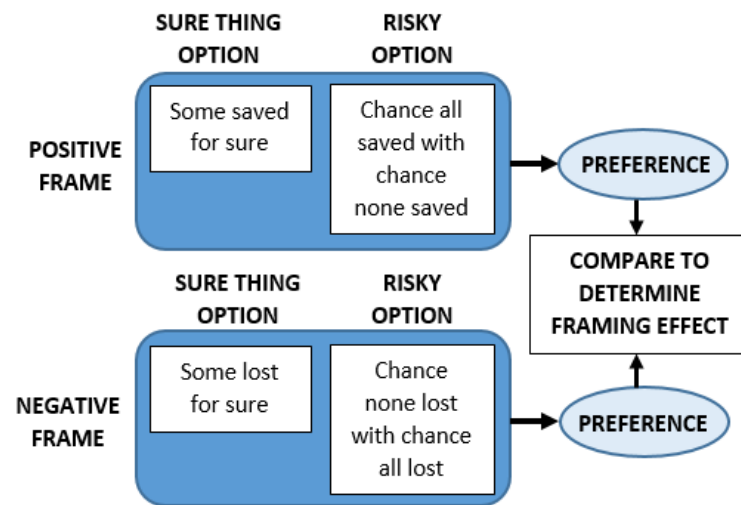 SURE THING
OPTION
RISKY
OPTION
POSITIVE
FRAME
Some saved
for sure
Chance all
saved with
chance
none saved
PREFERENCE
COMPARE TO
DETERMINE
FRAMING EFFECT
SURE THING
OPTION
RISKY
OPTION
NEGATIVE
FRAME
Some lost
for sure
Chance
none lost
with chance
all lost
PREFERENCE